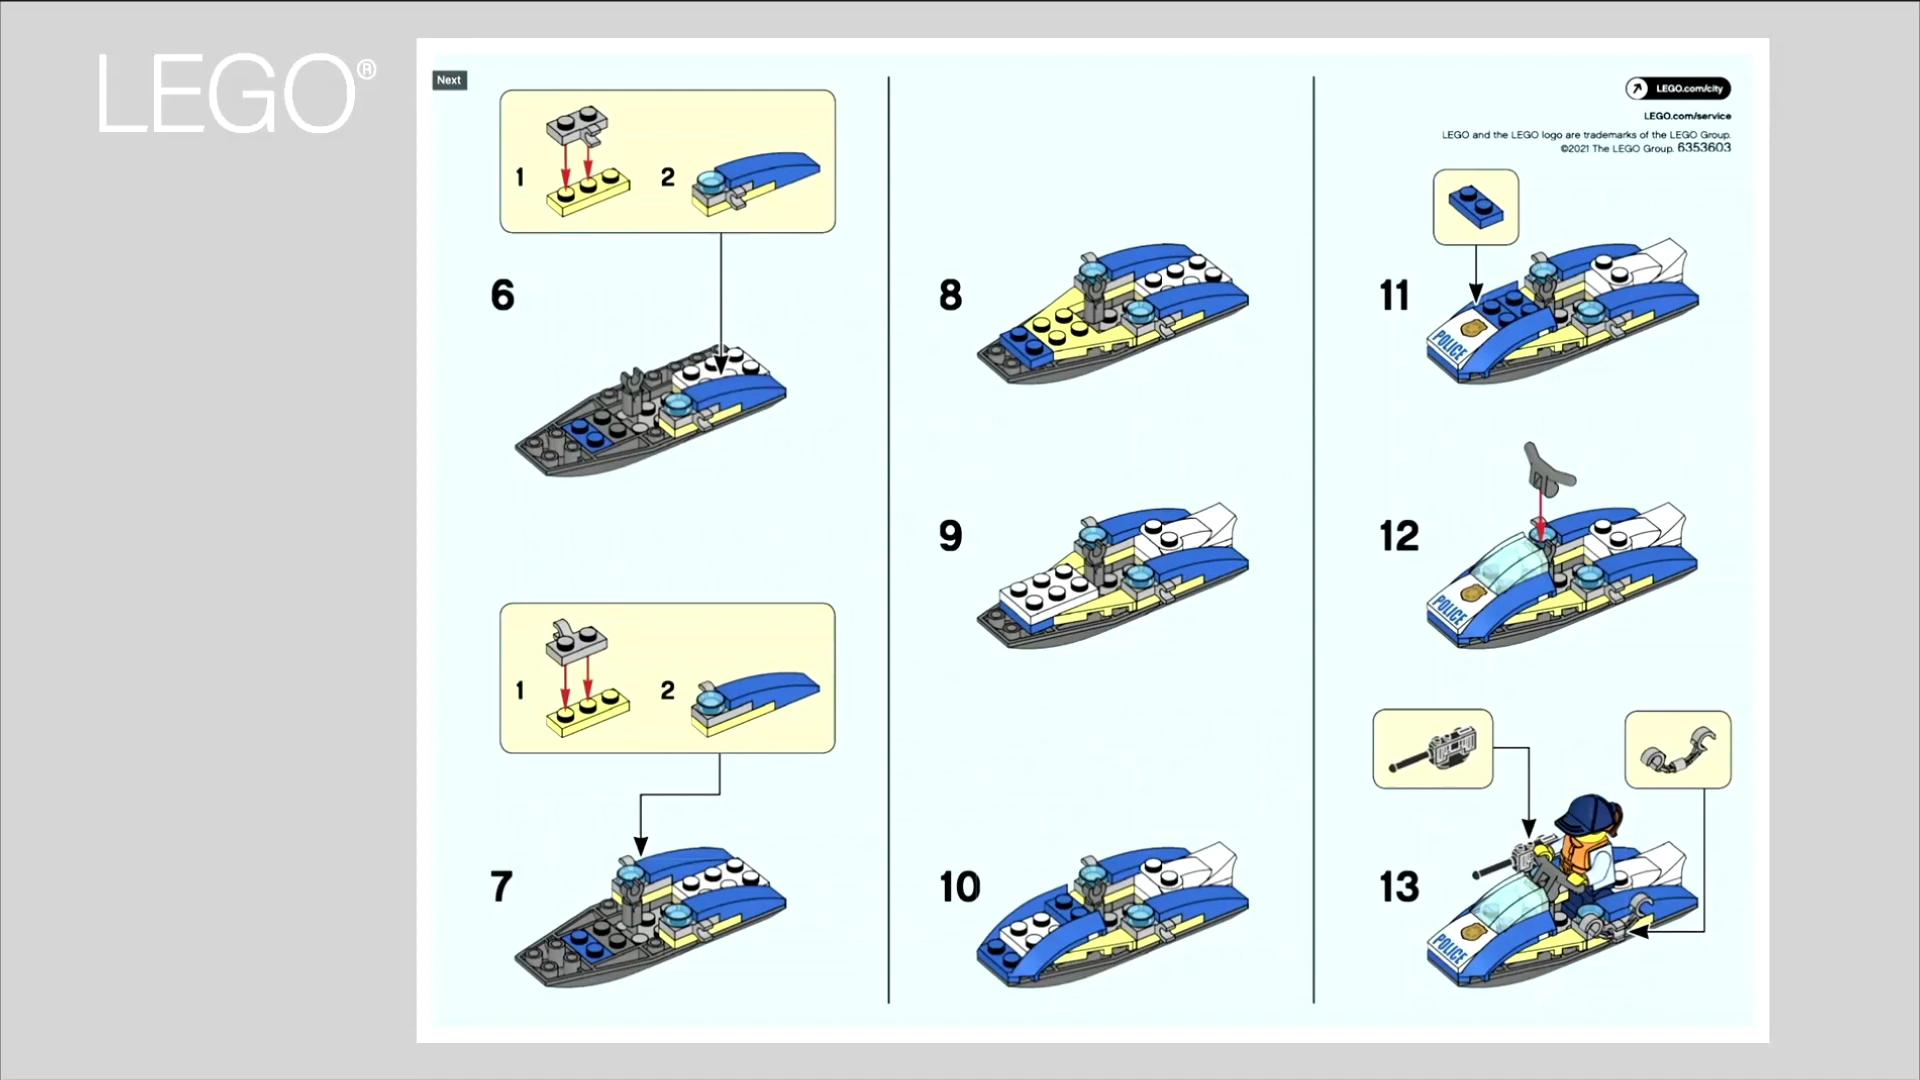 LEGO®
Next
1
2
6
1
2
7
8
9
10
LEGO.com/city
LEGO.com/service
LEGO and the LEGO logo are trademarks of the LEGO Group.
©2021 The LEGO Group. 6353603
11
POLICE
12
POLICE
13
POLICE